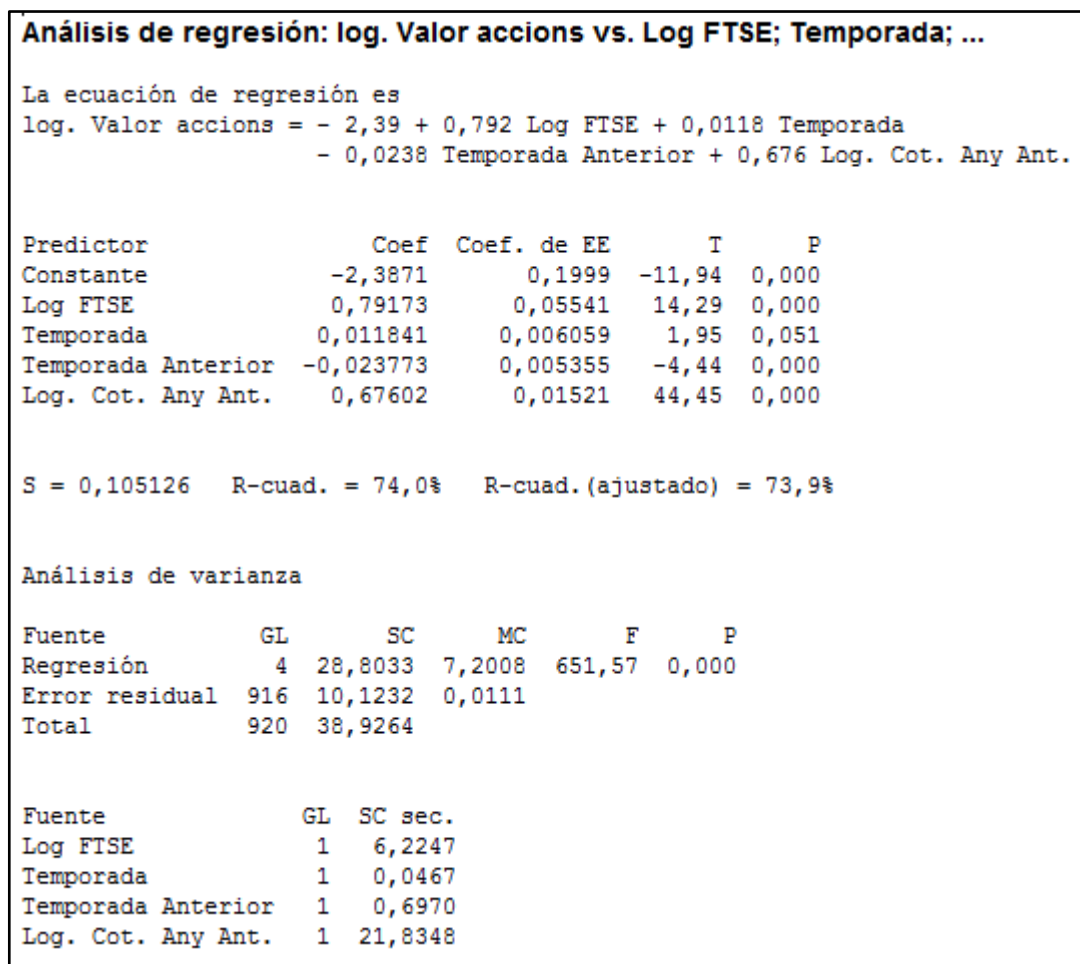 Análisis de regresión: log. Valor accions vs. Log FTSE; Temporada; ...
La ecuación de regresión es
log. Valor accions = - 2,39 + 0,792 Log FTSE + 0,0118 Temporada
- 0,0238 Temporada Anterior + 0,676 Log. Cot. Any Ant.
Predictor Coef Coef. de EE T P
Constante -2,3871 0,1999 -11,94 0,000
Log FTSE 0,79173 0,05541 14,29 0,000
Temporada 0,011841 0,006059 1,95 0,051
Temporada Anterior -0,023773 0,005355 -4,44 0,000
Log. Cot. Any Ant. 0,67602 0,01521 44,45 0,000
S = 0,105126 R-cuad. = 74,0% R-cuad.(ajustado) = 73,9%
Análisis de varianza
Fuente GL SC MC F P
Regresión 4 28,8033 7,2008 651,57 0,000
Error residual 916 10,1232 0,0111
Total 920 38,9264
Fuente GL SC sec.
Log FTSE 1 6,2247
Temporada 1 0,0467
Temporada Anterior 1 0,6970
Log. Cot. Any Ant. 1 21,8348